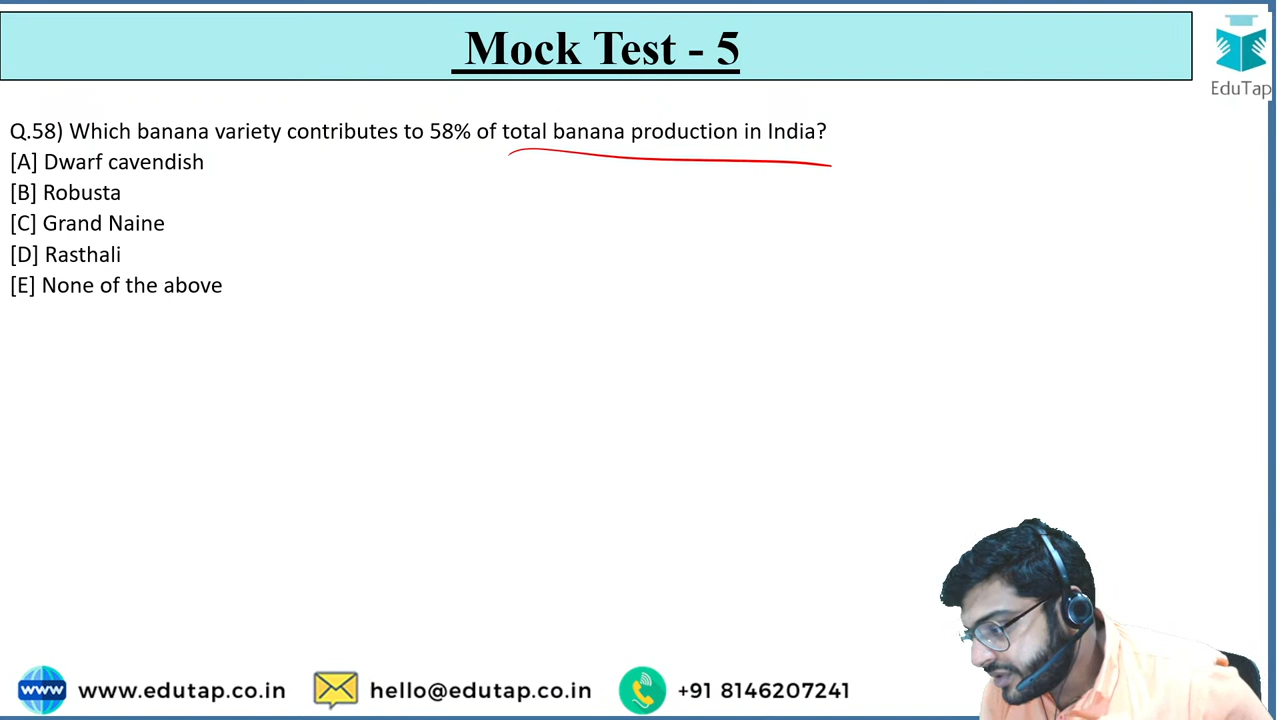 Mock Test - 5
EduTap
Q.58) Which banana variety contributes to 58% of total banana production in India?
[A] Dwarf cavendish
[B] Robusta
[C] Grand Naine
[D] Rasthali
[E] None of the above
www www.edutap.co.in hello@edutap.co.in +91 8146207241